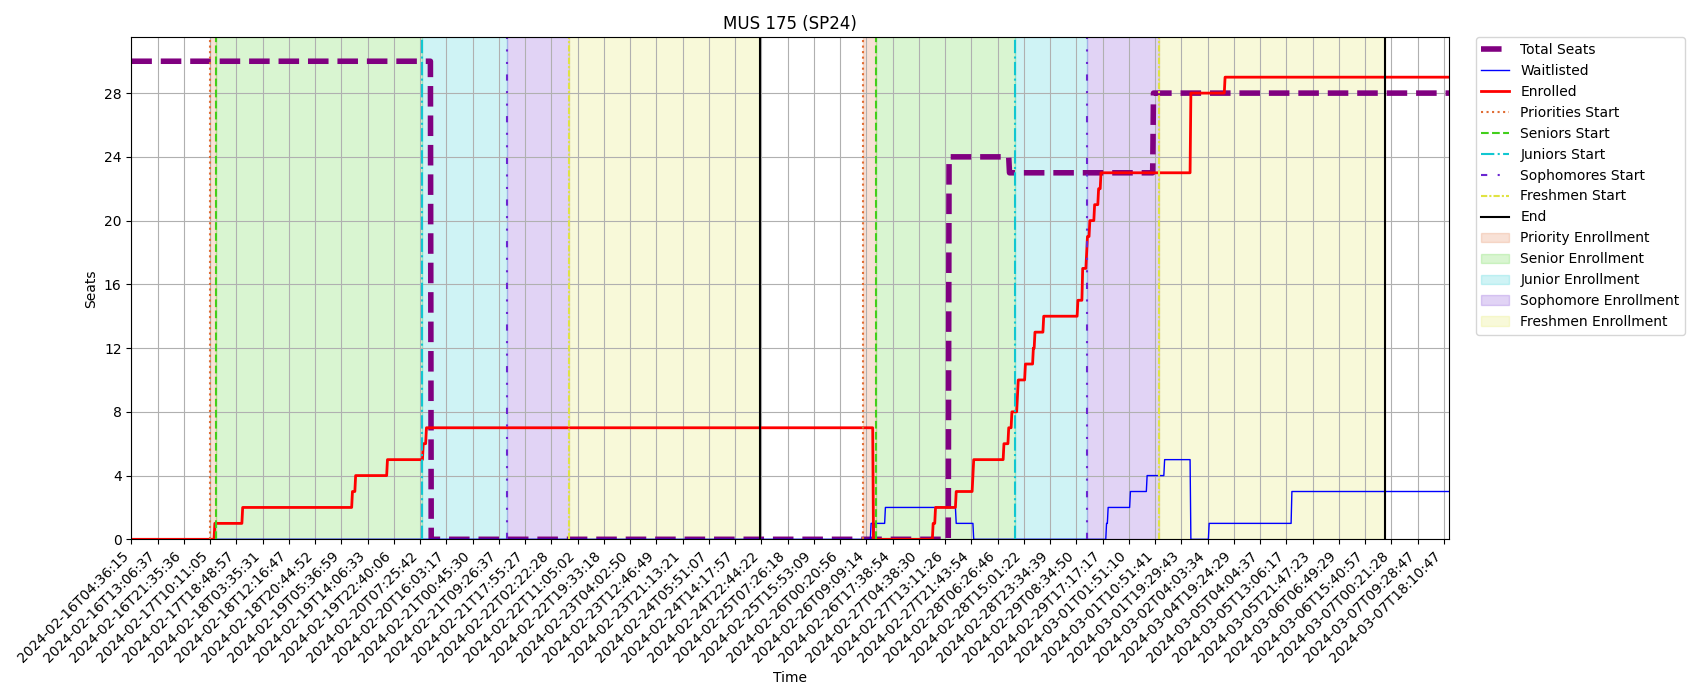 MUS 175 (SP24)
Seats
28
24
20
16
12
8
4
0
2024-02-16T04:36:15
2024-02-16T13:06:37
2024-02-16T21:35:36
2024-02-17T10:11:05
2024-02-17T18:48:57
2024-02-18T03:35:31
2024-02-18T12:16:47
2024-02-18T20:44:52
2024-02-19T05:36:59
2024-02-19T14:06:33
2024-02-19T22:40:06
2024-02-20T07:25:42
2024-02-20T16:03:17
2024-02-21T00:45:30
2024-02-21T09:26:37
2024-02-21T17:55:27
2024-02-22T02:22:28
2024-02-22T11:05:02
2024-02-22T19:33:18
2024-02-23T04:02:50
2024-02-23T12:46:49
2024-02-23T21:13:21
2024-02-24T05:51:07
2024-02-24T14:17:57
2024-02-24T22:44:22
2024-02-25T07:26:18
2024-02-25T15:53:09
2024-02-26T00:20:56
2024-02-26T09:09:14
2024-02-26T17:38:54
2024-02-27T04:38:30
2024-02-27T13:11:26
2024-02-27T21:43:54
2024-02-28T06:26:46
2024-02-28T15:01:22
2024-02-28T23:34:39
2024-02-29T08:34:50
2024-02-29T17:17:17
2024-03-01T01:51:10
2024-03-01T10:51:41
2024-03-01T19:29:43
2024-03-02T04:03:34
2024-03-04T19:24:29
2024-03-05T04:04:37
2024-03-05T13:06:17
2024-03-05T21:47:23
2024-03-06T06:49:29
2024-03-06T15:40:57
2024-03-07T00:21:28
2024-03-07T09:28:47
2024-03-07T18:10:47
Time
Total Seats
Waitlisted
Enrolled
Priorities Start
Seniors Start
Juniors Start
Sophomores Start
Freshmen Start
End
Priority Enrollment
Senior Enrollment
Junior Enrollment
Sophomore Enrollment
Freshmen Enrollment